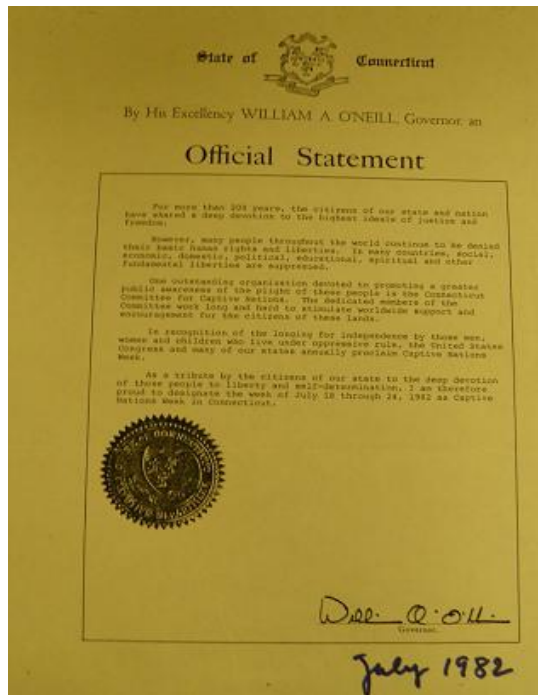 State of Connecticut
By His Excellency WILLIAM A. O'NEILL, Governor: an
Official Statement
For more than 200 years, the citizens of our state and nation
have shared a deep devotion to the highest ideals of justice and
freedom.
However, many people throughout the world continue to be denied
their basic human rights and liberties. In many countries, social,
economic, domestic, political, educational, spiritual and other
fundamental liberties are suppressed.
One outstanding organization devoted to promoting a greater
public awareness of the plight of these people is the Connecticut
Committee for Captive Nations. The dedicated members of the
Committee work long and hard to stimulate worldwide support and
encouragement for the citizens of these lands.
In recognition of the longing for independence by those men,
women and children who live under oppressive rule, the United States
Congress and many of our states annually proclaim Captive Nations
Week.
As a tribute by the citizens of our state to the deep devotion
of those people to liberty and self-determination, I am therefore
proud to designate the week of July 18 through 24, 1982 as Captive
Nations Week in Connecticut.
Governor.
July 1982